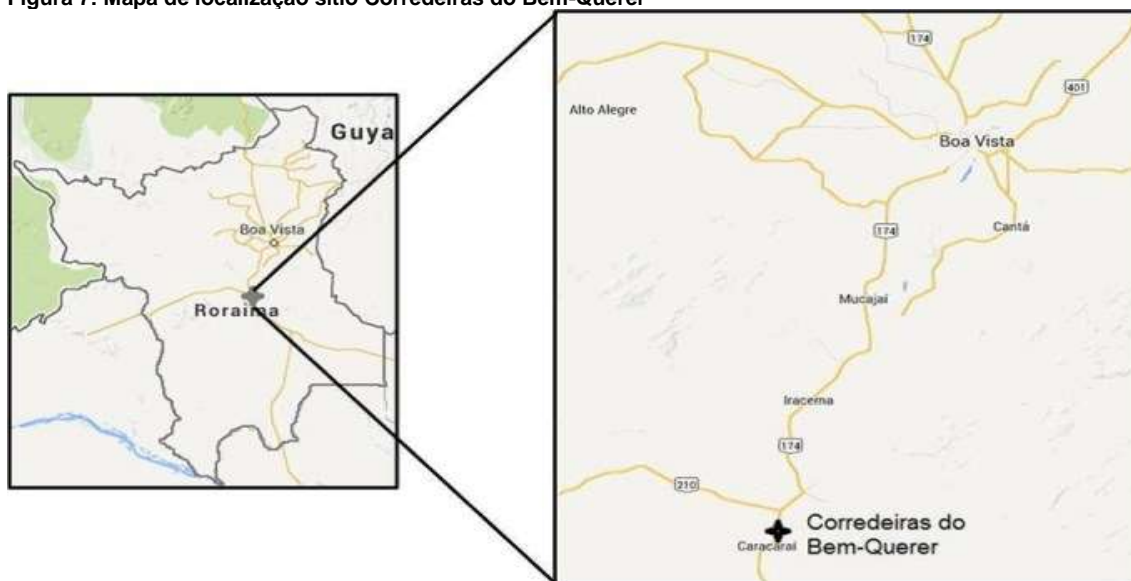 Figura 7: Mapa de localização sítio Corredeiras do Bem-Querer
Guya
Boa Vista
Roraima
174
401
Alto Alegre
Boa Vista
174
Cantá
Mucajaí
Iracema
174
210
Corredeiras do
Bem-Querer
Caracaraí